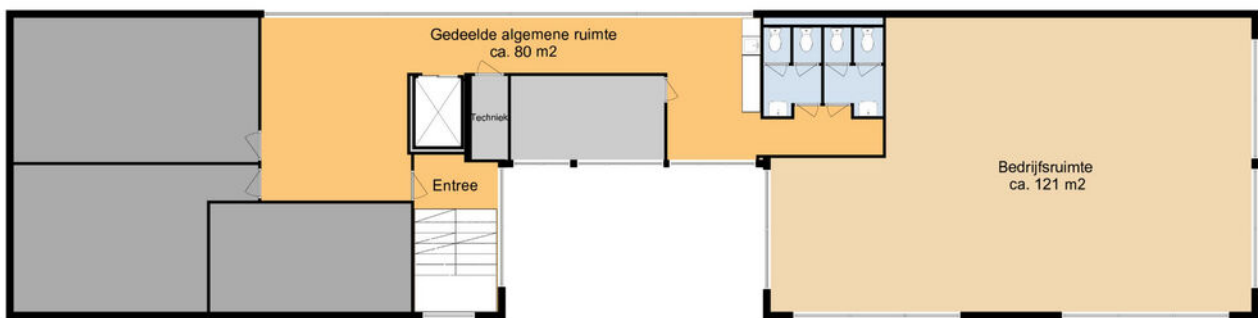 Gedeelde algemene ruimte
ca. 80 m2
Techniek
Entree
Bedrijfsruimte
ca. 121 m2